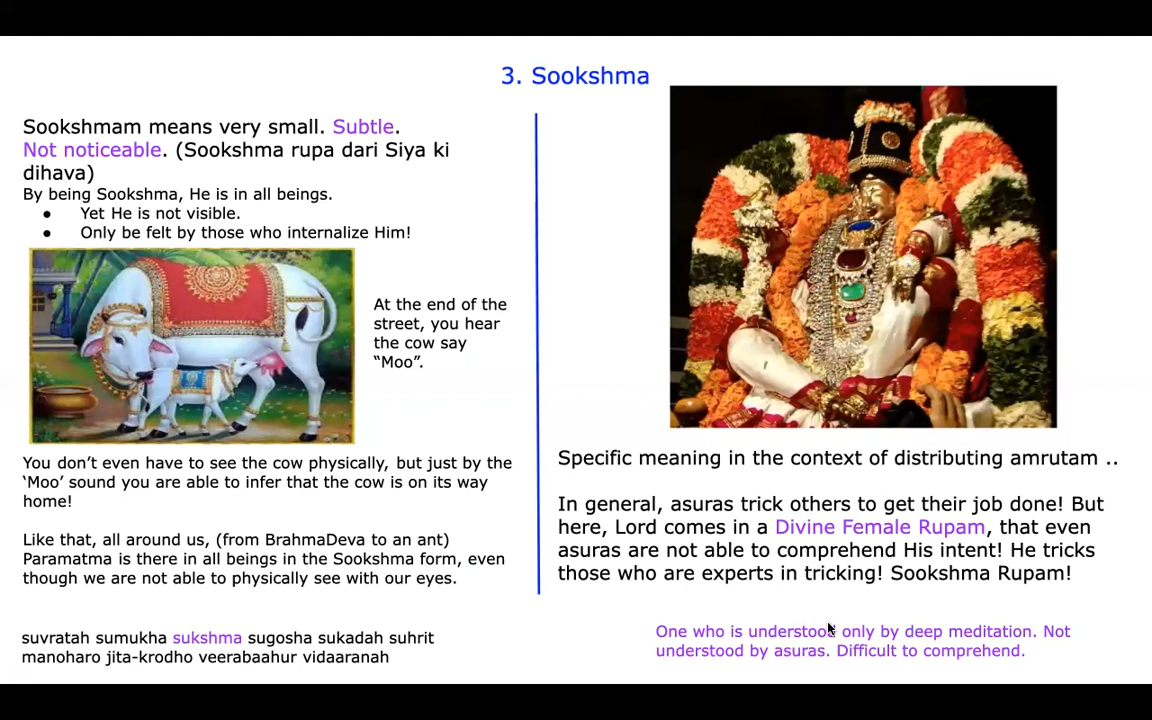 3. Sookshma
Sookshmam means very small. Subtle.
Not noticeable. (Sookshma rupa dari Siya ki
dihava)
By being Sookshma, He is in all beings.
● Yet He is not visible.
● Only be felt by those who internalize Him!
At the end of the
street, you hear
the cow say
“Moo”.
You don’t even have to see the cow physically, but just by the
‘Moo’ sound you are able to infer that the cow is on its way
home!
Like that, all around us, (from BrahmaDeva to an ant)
Paramatma is there in all beings in the Sookshma form, even
though we are not able to physically see with our eyes.
suvratah sumukha sukshma sugosha sukadah suhrit
manoharo jita-krodho veerabaahur vidaaranah
Specific meaning in the context of distributing amrutam ..
In general, asuras trick others to get their job done! But
here, Lord comes in a Divine Female Rupam, that even
asuras are not able to comprehend His intent! He tricks
those who are experts in tricking! Sookshma Rupam!
One who is understood only by deep meditation. Not
understood by asuras. Difficult to comprehend.